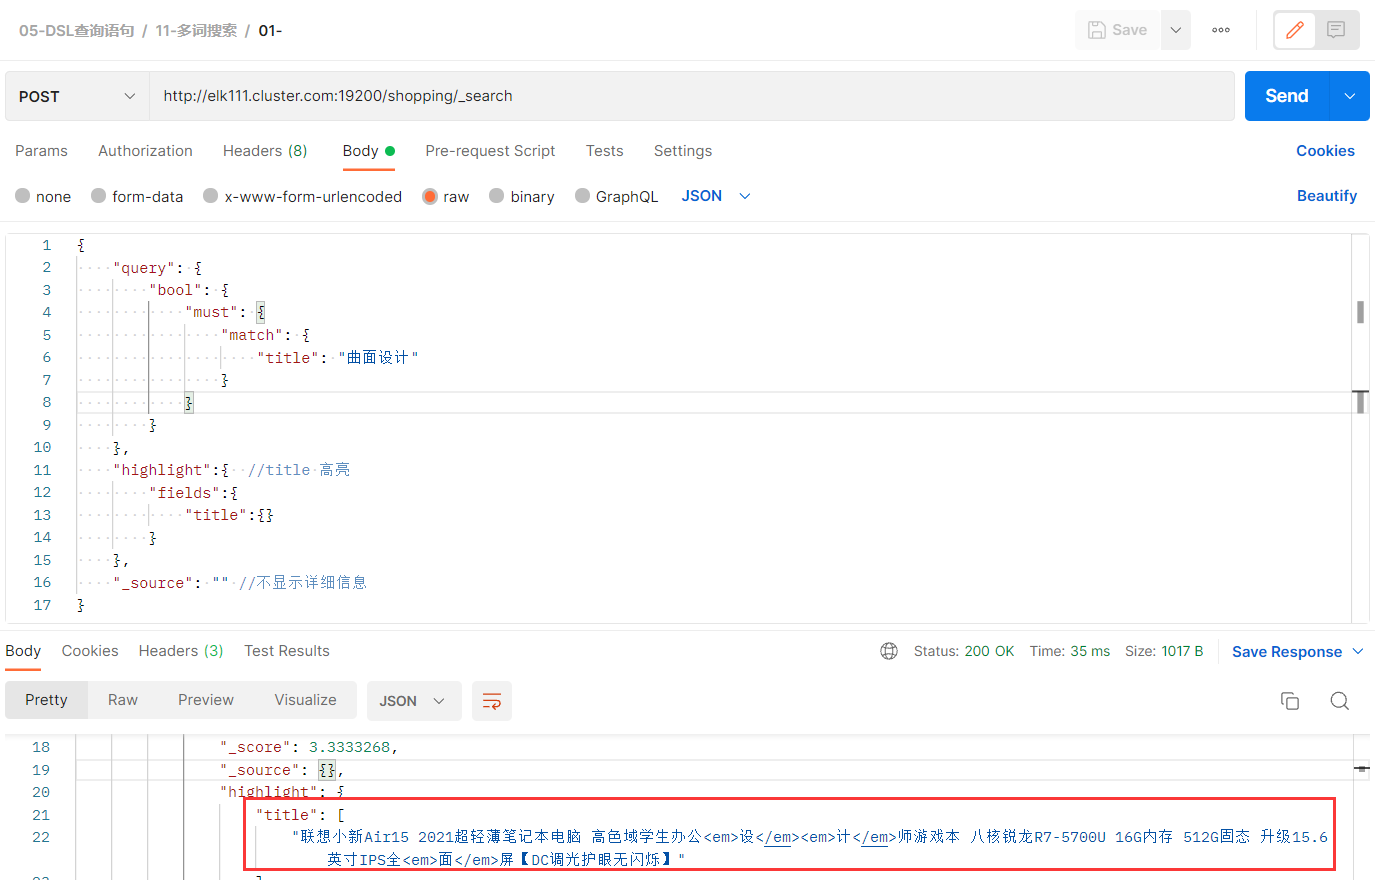 05-DSL查询语句 / 11-多词搜索 / 01-
Save
POST
http://elk111.cluster.com:19200/shopping/_search
Send
Params Authorization Headers (8) Body Pre-request Script Tests Settings Cookies
none form-data x-www-form-urlencoded raw binary GraphQL JSON Beautify
1 {
2 "query": {
3 "bool": {
4 "must": {
5 "match": {
6 "title": "曲面设计"
7 }
8 }
9 }
10 },
11 "highlight":{ //title 高亮
12 "fields":{
13 "title":{}
14 }
15 },
16 "_source": "" //不显示详细信息
17 }
Body Cookies Headers (3) Test Results Status: 200 OK Time: 35 ms Size: 1017 B Save Response
Pretty Raw Preview Visualize JSON
18 "_score": 3.3333268,
19 "_source": {},
20 "highlight": {
21 "title": [
22 "联想小新Air15 2021超轻薄笔记本电脑 高色域学生办公<em>设</em><em>计</em>师游戏本 八核锐龙R7-5700U 16G内存 512G固态 升级15.6
英寸IPS全<em>面</em>屏【DC调光护眼无闪烁】"